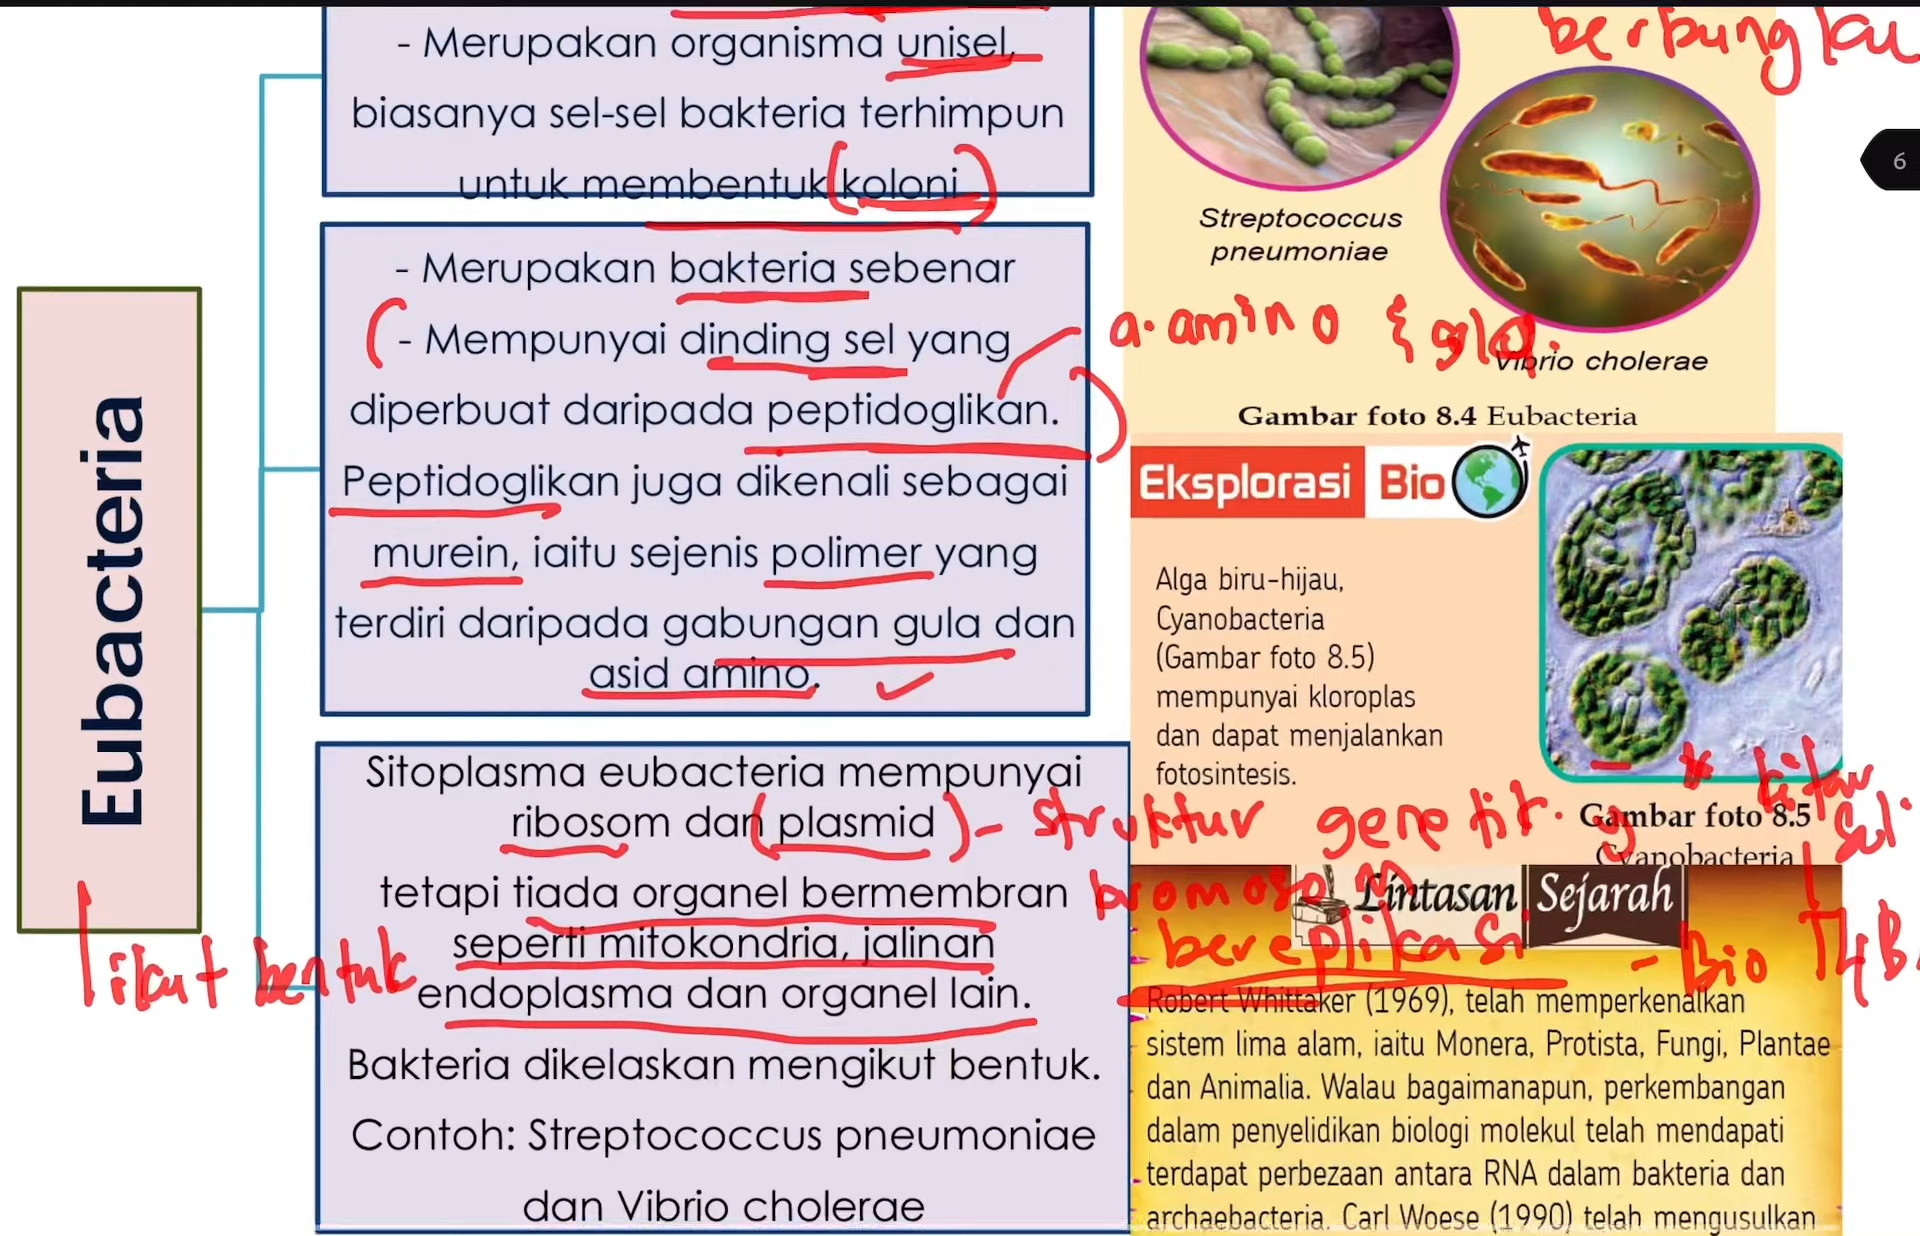 - Merupakan organisma unisel,
biasanya sel-sel bakteria terhimpun
untuk membentuk (koloni)
Eubacteria
- Merupakan bakteria sebenar
- Mempunyai dinding sel yang
diperbuat daripada peptidoglikan.
Peptidoglikan juga dikenali sebagai
murein, iaitu sejenis polimer yang
terdiri daripada gabungan gula dan
asid amino.
Sitoplasma eubacteria mempunyai
ribosom dan (plasmid)
tetapi tiada organel bermembran
seperti mitokondria, jalinan
endoplasma dan organel lain.
Bakteria dikelaskan mengikut bentuk.
Contoh: Streptococcus pneumoniae
dan Vibrio cholerae
ikut bentuk
berbungku
6
Streptococcus
pneumoniae
a. amino
Vibrio cholerae
Gambar foto 8.4 Eubacteria
Eksplorasi Bio
Alga biru-hijau,
Cyanobacteria
(Gambar foto 8.5)
mempunyai kloroplas
dan dapat menjalankan
fotosintesis.
Gambar foto 8.5
Cyanobacteria
- struktur genetik. y
bereplikasi
- Bio T4B
Lintasan Sejarah
Robert Whittaker (1969), telah memperkenalkan
sistem lima alam, iaitu Monera, Protista, Fungi, Plantae
dan Animalia. Walau bagaimanapun, perkembangan
dalam penyelidikan biologi molekul telah mendapati
terdapat perbezaan antara RNA dalam bakteria dan
archaebacteria. Carl Woese (1990) telah mengusulkan